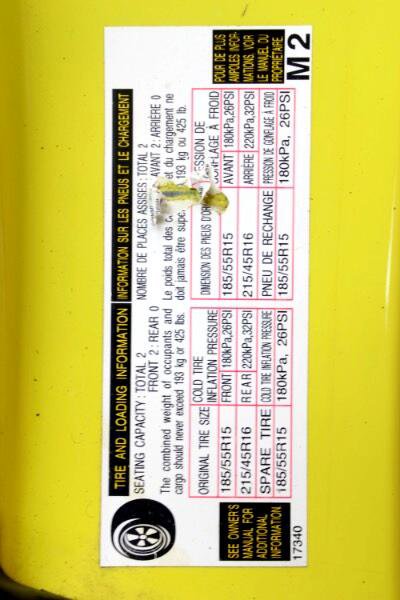 TIRE AND LOADING INFORMATION
SEATING CAPACITY : TOTAL 2
FRONT 2 : REAR 0
The combined weight of occupants and
cargo should never exceed 193 kg or 425 lbs.
ORIGINAL TIRE SIZE COLD TIRE INFLATION PRESSURE
185/55R15 FRONT 180kPa,26PSI
215/45R16 REAR 220kPa,32PSI
SPARE TIRE COLD TIRE INFLATION PRESSURE
185/55R15 180kPa, 26PSI
SEE OWNER'S
MANUAL FOR
ADDITIONAL
INFORMATION
17340
INFORMATION SUR LES PNEUS ET LE CHARGEMENT
NOMBRE DE PLACES ASSISES : TOTAL 2
AVANT 2 : ARRIÈRE 0
Le poids total des et du chargement ne
doit jamais être 193 kg ou 425 lb.
DIMENSION DES PNEUS DE
À FROID
185/55R15 AVANT 180kPa,26PSI
215/45R16 ARRIÈRE 220kPa,32PSI
PNEU DE RECHANGE PRESSION DE GONFLAGE À FROID
185/55R15 180kPa, 26PSI
POUR DE PLUS
AMPLES INFOR-
MATIONS, VOIR
LE MANUEL DU
PROPRIÉTAIRE
M2